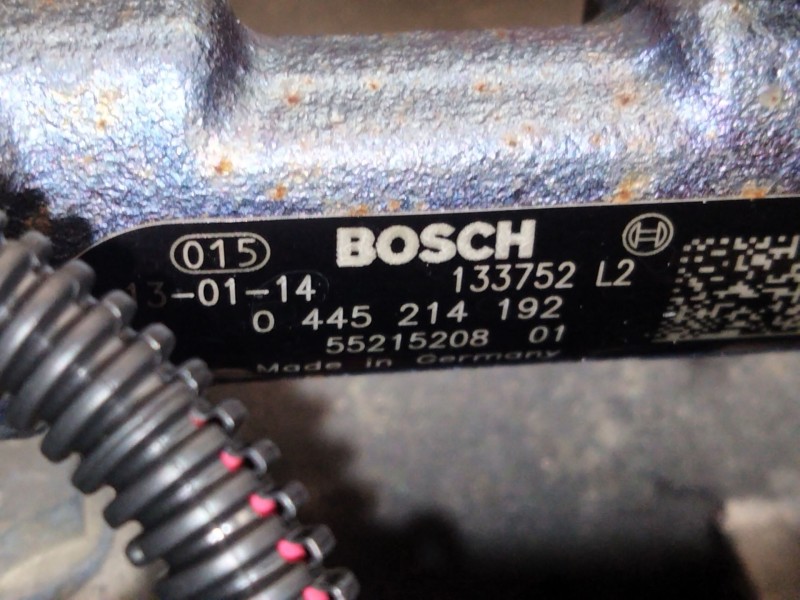 015 BOSCH
13-01-14 133752 L2
0 445 214 192
55215208 01
Made in Germany